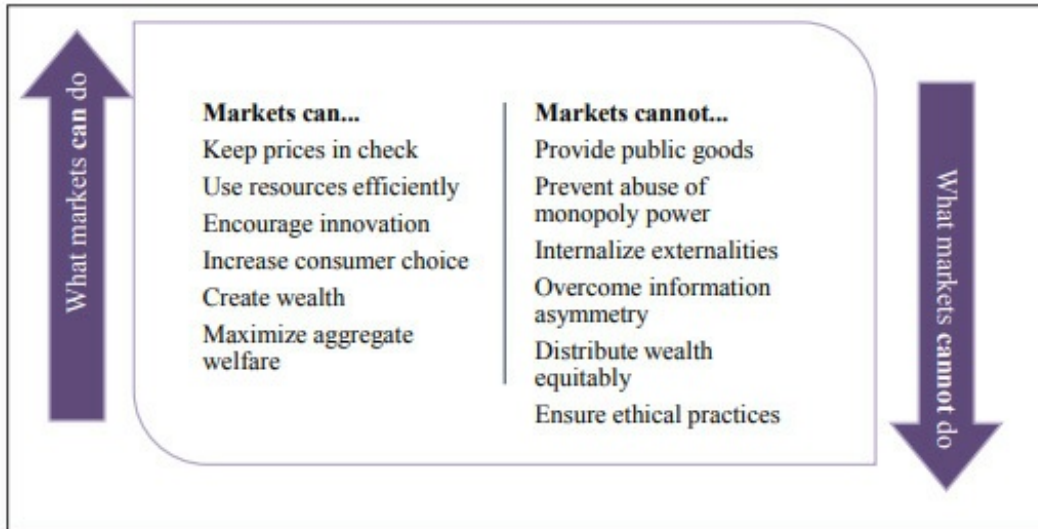 What markets can do
Markets can...
Keep prices in check
Use resources efficiently
Encourage innovation
Increase consumer choice
Create wealth
Maximize aggregate
welfare
Markets cannot...
Provide public goods
Prevent abuse of
monopoly power
Internalize externalities
Overcome information
asymmetry
Distribute wealth
equitably
Ensure ethical practices
What markets cannot do